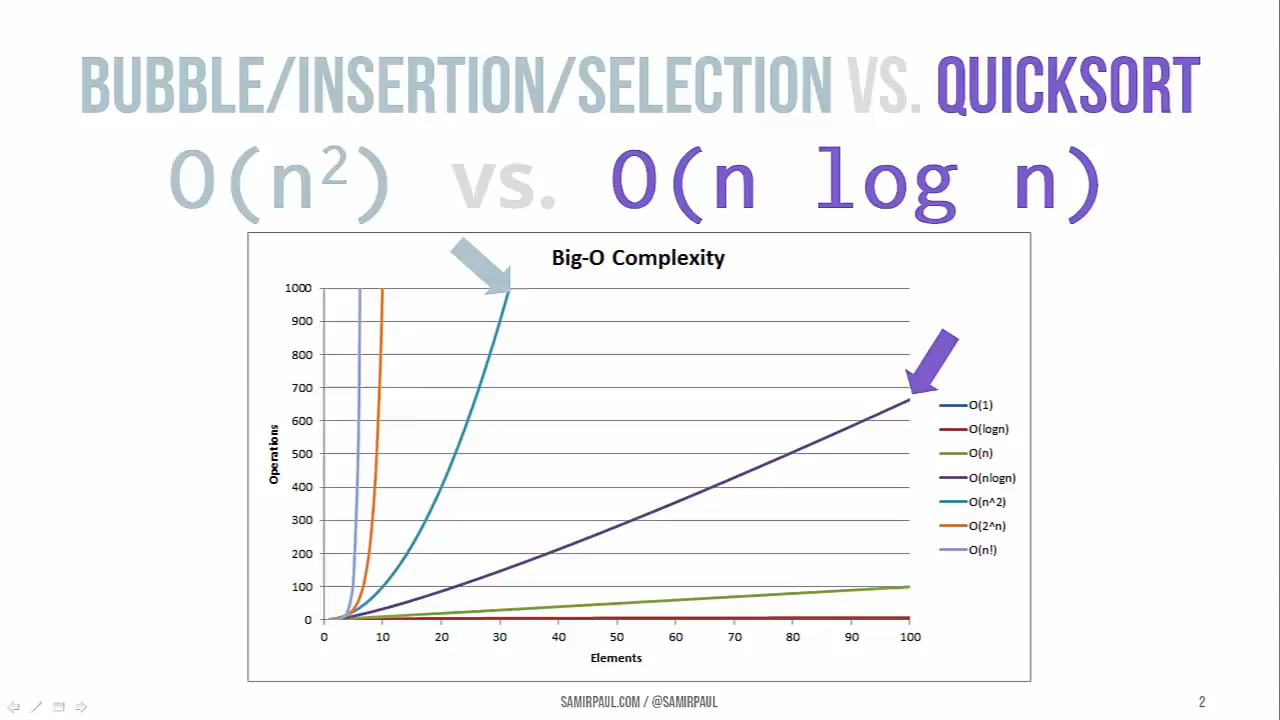 BUBBLE/INSERTION/SELECTION VS. QUICKSORT
O(n²) vs. O(n log n)
Big-O Complexity
1000
900
800
700
600
500
400
300
200
100
0
Operations
0 10 20 30 40 50 60 70 80 90 100
Elements
O(1)
O(logn)
O(n)
O(nlogn)
O(n^2)
O(2^n)
O(n!)
SAMIRPAUL.COM / @SAMIRPAUL
2